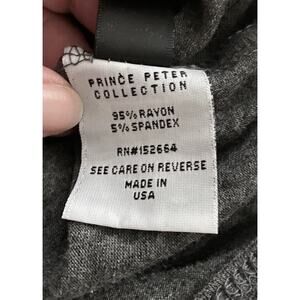 PRINCE PETER
COLLECTION
95% RAYON
5% SPANDEX
RN#152664
SEE CARE ON REVERSE
MADE IN
USA